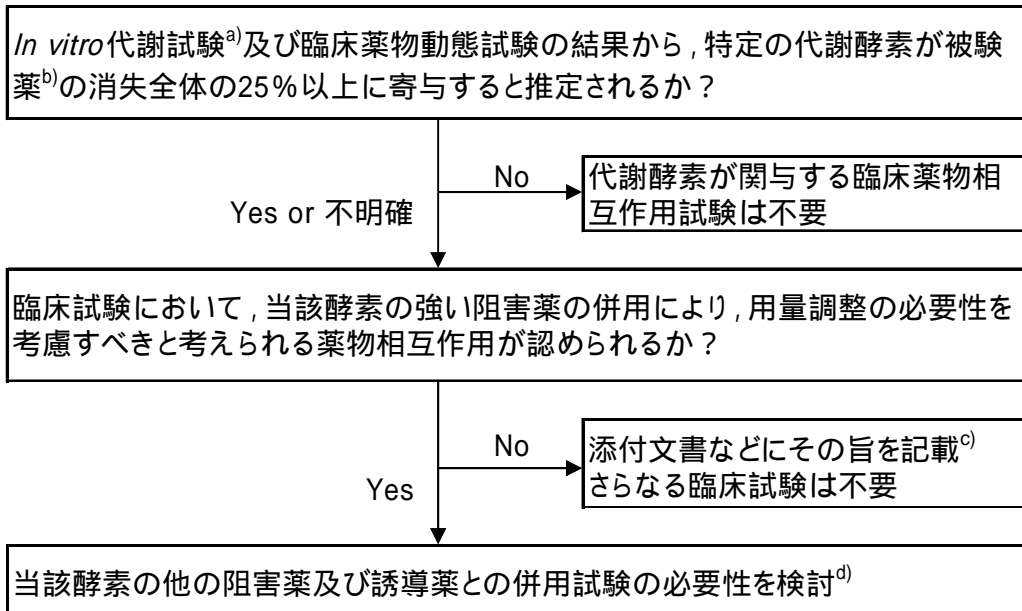 In vitro代謝試験a)及び臨床薬物動態試験の結果から,特定の代謝酵素が被験
薬b)の消失全体の25%以上に寄与すると推定されるか?
No
代謝酵素が関与する臨床薬物相
互作用試験は不要
Yes or 不明確
臨床試験において,当該酵素の強い阻害薬の併用により,用量調整の必要性を
考慮すべきと考えられる薬物相互作用が認められるか?
No
添付文書などにその旨を記載c)
さらなる臨床試験は不要
Yes
当該酵素の他の阻害薬及び誘導薬との併用試験の必要性を検討d)